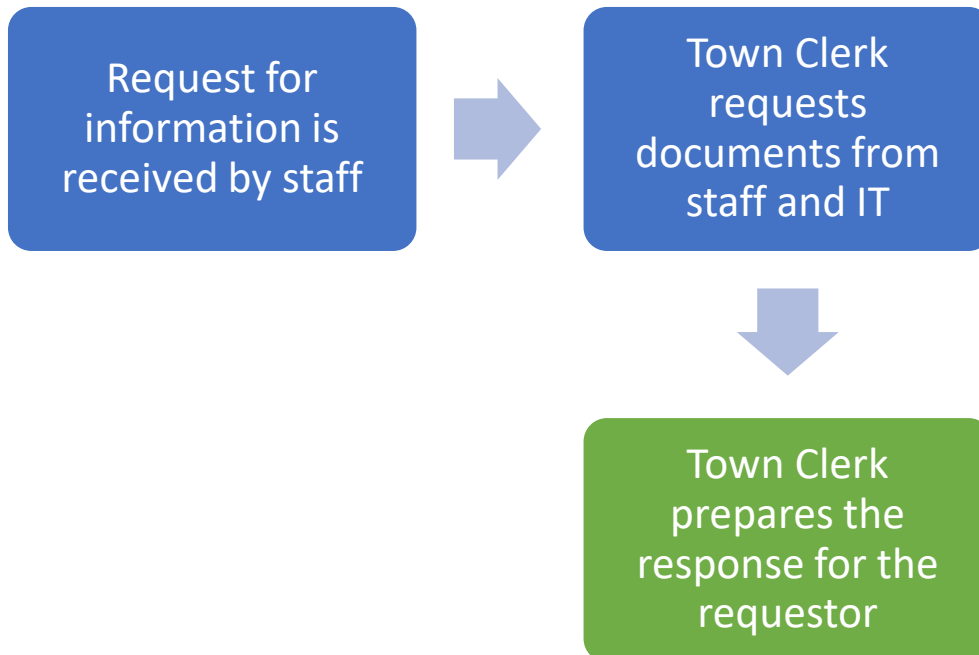 Request for
information is
received by staff
Town Clerk
requests
documents from
staff and IT
Town Clerk
prepares the
response for the
requestor